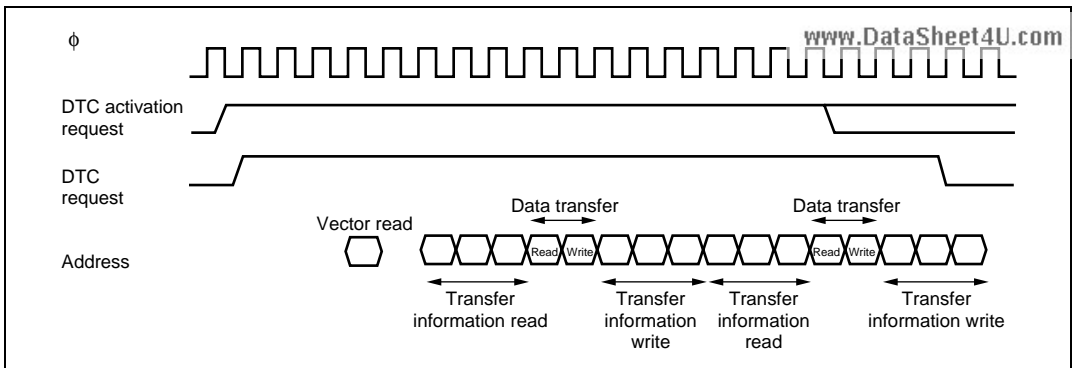 www.DataSheet4U.com
φ
DTC activation
request
DTC
request
Data transfer
Data transfer
Vector read
Address
Read
Write
Read
Write
Transfer
information read
Transfer
information
write
Transfer
information
read
Transfer
information write